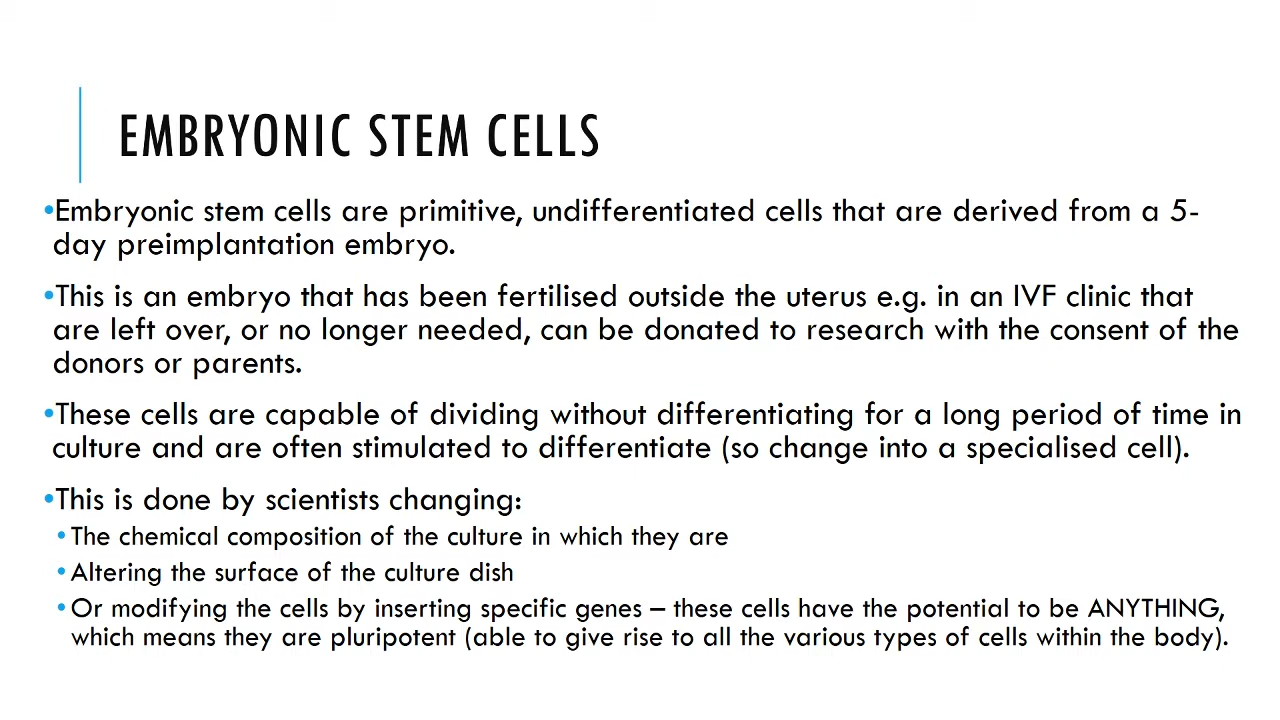 EMBRYONIC STEM CELLS
•Embryonic stem cells are primitive, undifferentiated cells that are derived from a 5-
day preimplantation embryo.
•This is an embryo that has been fertilised outside the uterus e.g. in an IVF clinic that
are left over, or no longer needed, can be donated to research with the consent of the
donors or parents.
•These cells are capable of dividing without differentiating for a long period of time in
culture and are often stimulated to differentiate (so change into a specialised cell).
•This is done by scientists changing:
•The chemical composition of the culture in which they are
•Altering the surface of the culture dish
•Or modifying the cells by inserting specific genes – these cells have the potential to be ANYTHING,
which means they are pluripotent (able to give rise to all the various types of cells within the body).